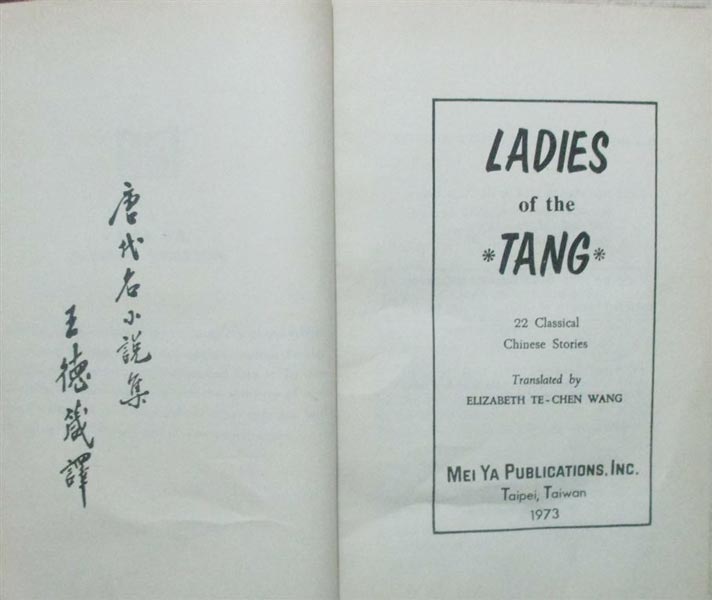 唐代名小說集
王德箴譯
LADIES
of the
*TANG*
22 Classical
Chinese Stories
Translated by
ELIZABETH TE-CHEN WANG
MEI YA PUBLICATIONS, INC.
Taipei, Taiwan
1973